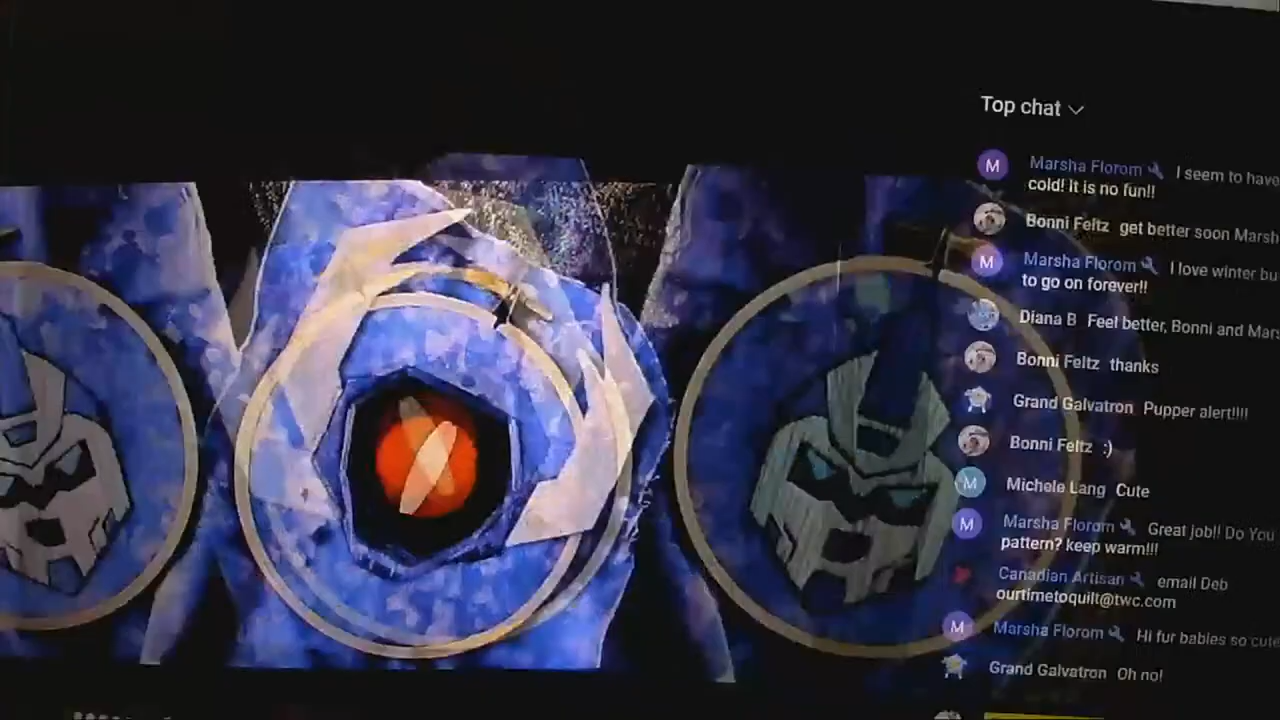 Top chat
M Marsha Florom I seem to have
cold! It is no fun!!
Bonni Feltz get better soon Marsh
M Marsha Florom I love winter bu
to go on forever!!
Diana B Feel better, Bonni and Mars
Bonni Feltz thanks
Grand Galvatron Pupper alert!!!!
Bonni Feltz :)
M Michele Lang Cute
M Marsha Florom Great job!! Do You
pattern? keep warm!!!
Canadian Artisan email Deb
ourtimetoquilt@twc.com
M Marsha Florom Hi fur babies so cute
Grand Galvatron Oh no!